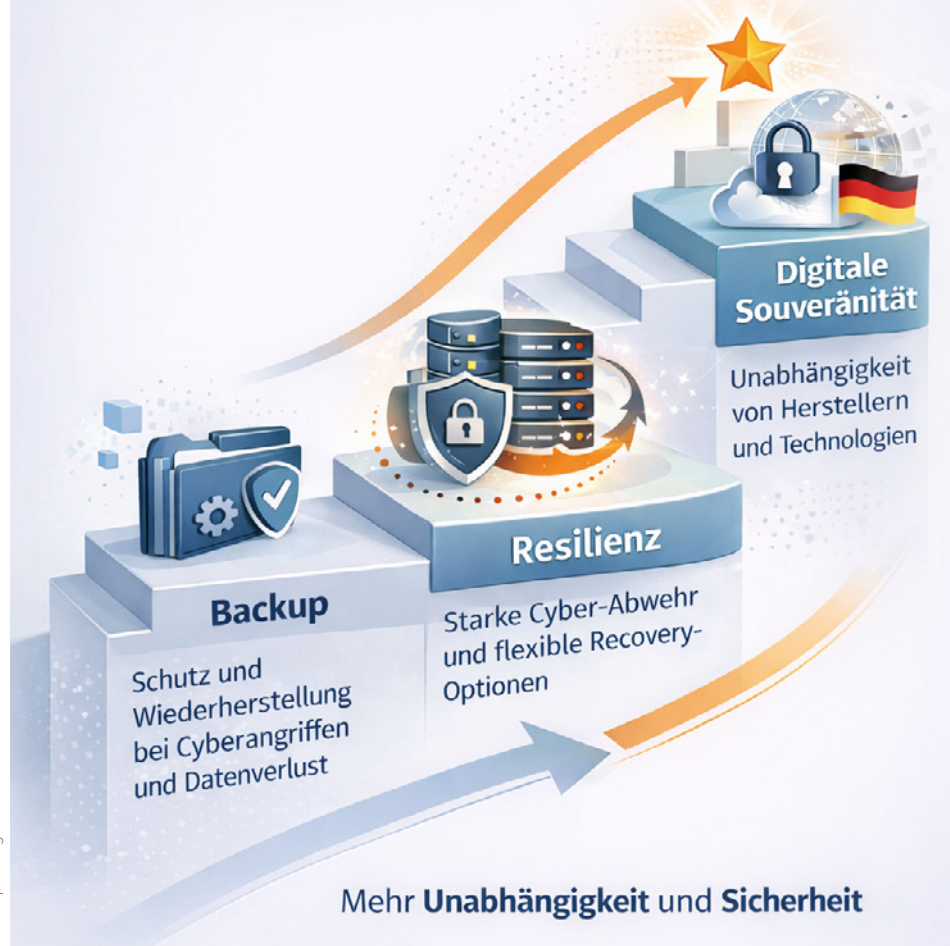 Digitale
Souveränität
Unabhängigkeit
von Herstellern
und Technologien
Resilienz
Starke Cyber-Abwehr
und flexible Recovery-
Optionen
Backup
Schutz und
Wiederherstellung
bei Cyberangriffen
und Datenverlust
Mehr Unabhängigkeit und Sicherheit